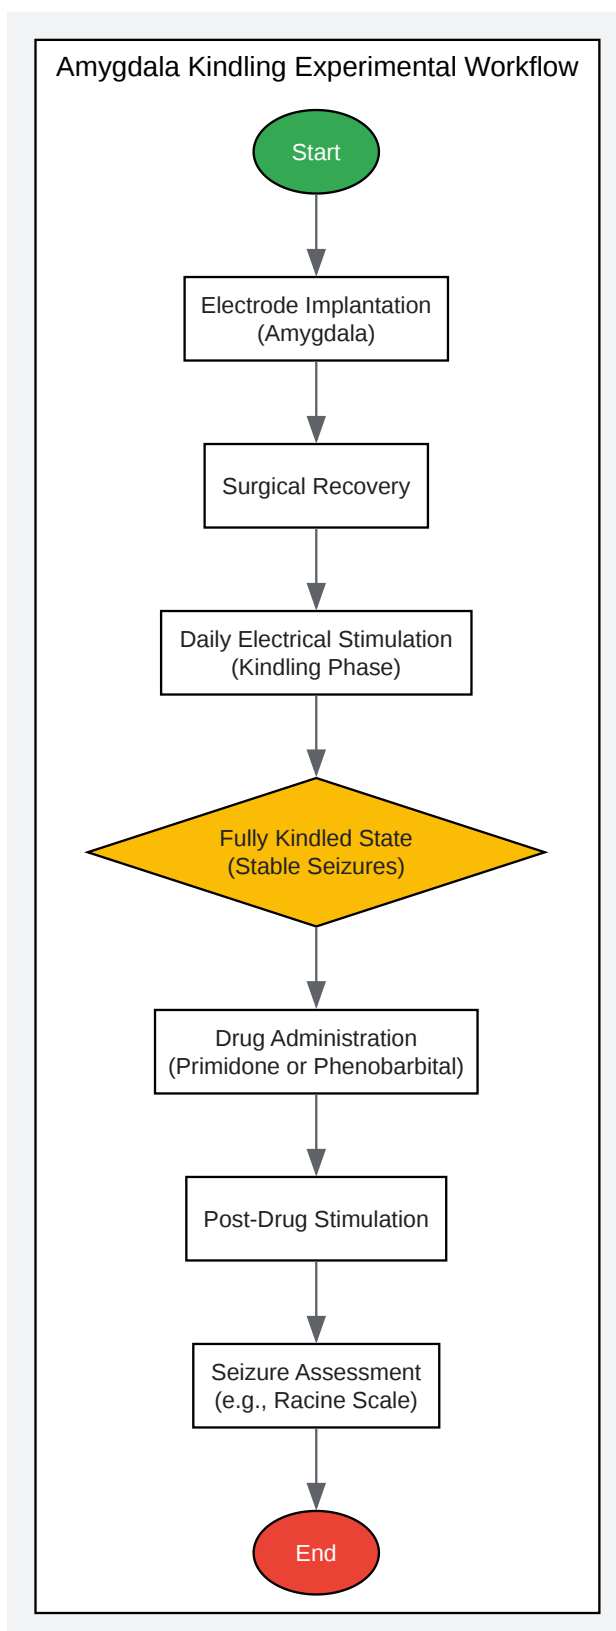 Amygdala Kindling Experimental Workflow
Start
Electrode Implantation
(Amygdala)
Surgical Recovery
Daily Electrical Stimulation
(Kindling Phase)
Fully Kindled State
(Stable Seizures)
Drug Administration
(Primidone or Phenobarbital)
Post-Drug Stimulation
Seizure Assessment
(e.g., Racine Scale)
End